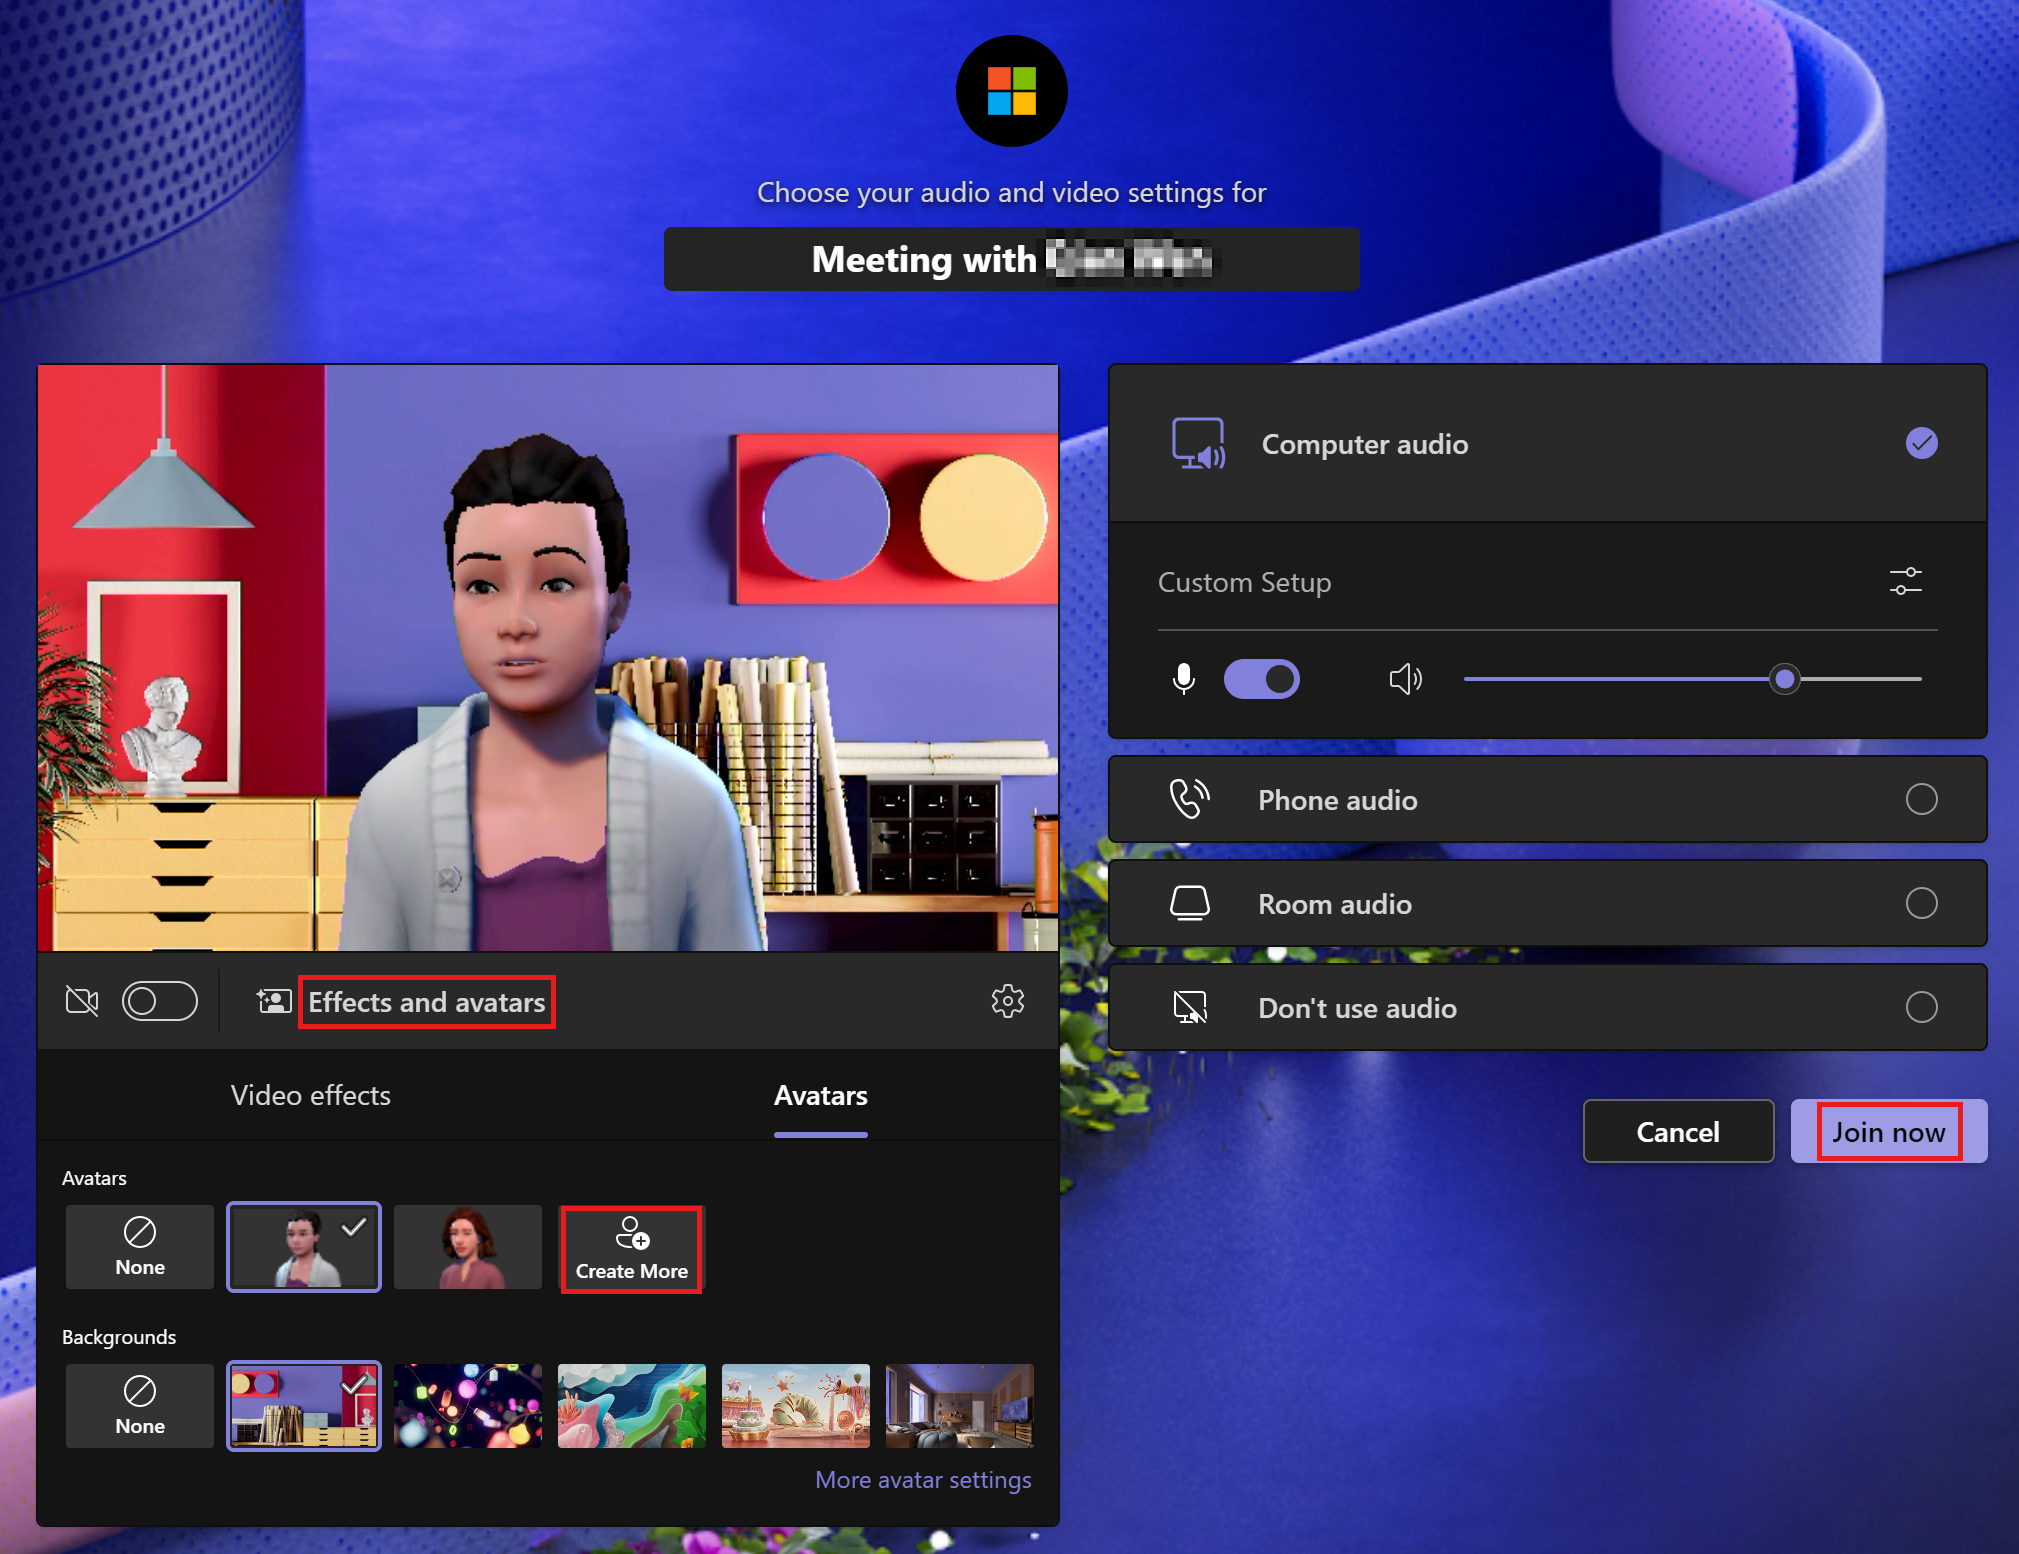 Choose your audio and video settings for
Meeting with
Computer audio
Custom Setup
Phone audio
Room audio
Don't use audio
Cancel
Join now
Effects and avatars
Video effects
Avatars
Avatars
None
Create More
Backgrounds
None
More avatar settings